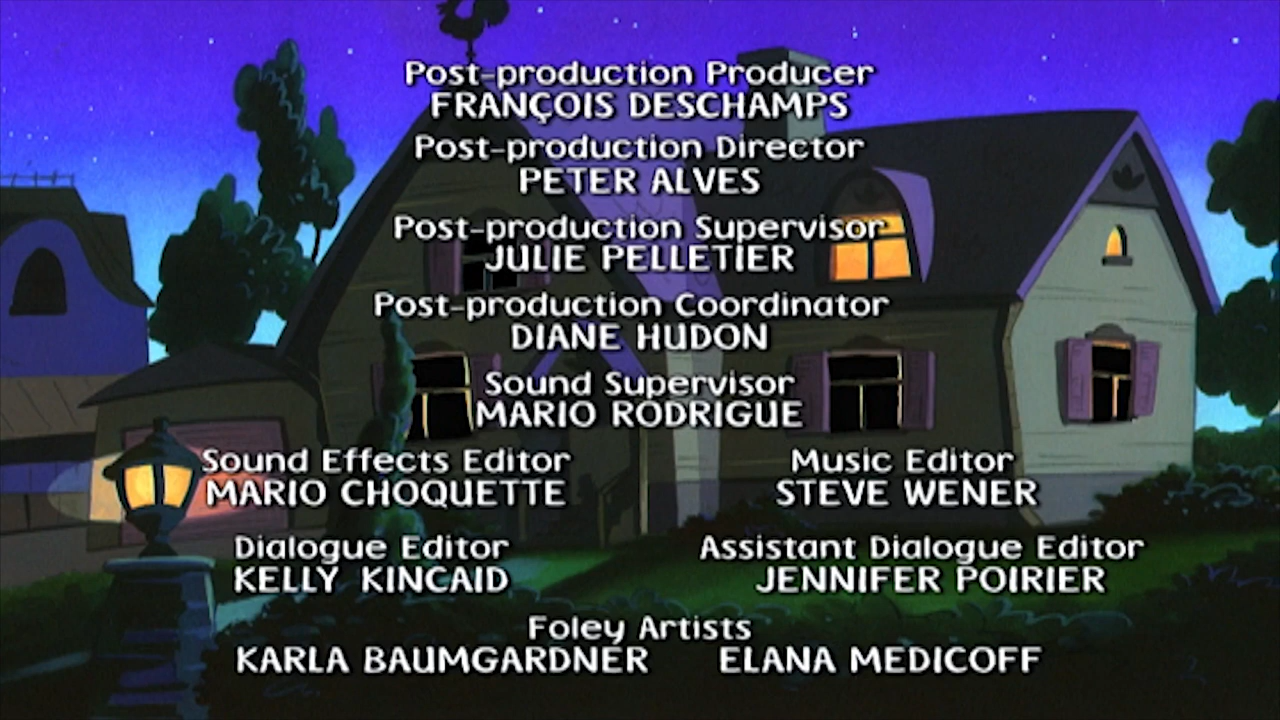 Post-production Producer
FRANÇOIS DESCHAMPS
Post-production Director
PETER ALVES
Post-production Supervisor
JULIE PELLETIER
Post-production Coordinator
DIANE HUDON
Sound Supervisor
MARIO RODRIGUE
Sound Effects Editor
MARIO CHOQUETTE
Music Editor
STEVE WENER
Dialogue Editor
KELLY KINCAID
Assistant Dialogue Editor
JENNIFER POIRIER
Foley Artists
KARLA BAUMGARDNER ELANA MEDICOFF